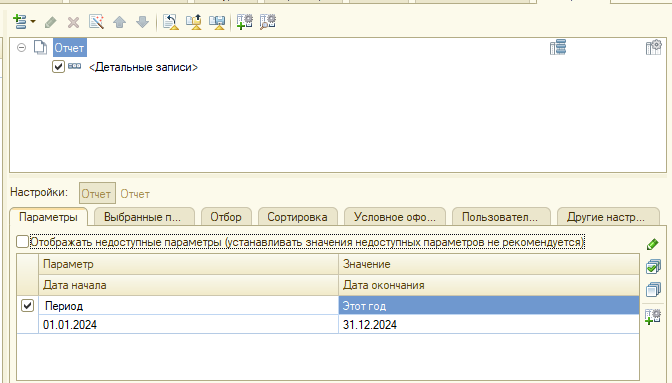 Отчет
<Детальные записи>
Настройки: Отчет Отчет
Параметры Выбранные п... Отбор Сортировка Условное офо... Пользовател... Другие настр...
Отображать недоступные параметры (устанавливать значения недоступных параметров не рекомендуется)
Параметр Значение
Дата начала Дата окончания
Период Этот год
01.01.2024 31.12.2024